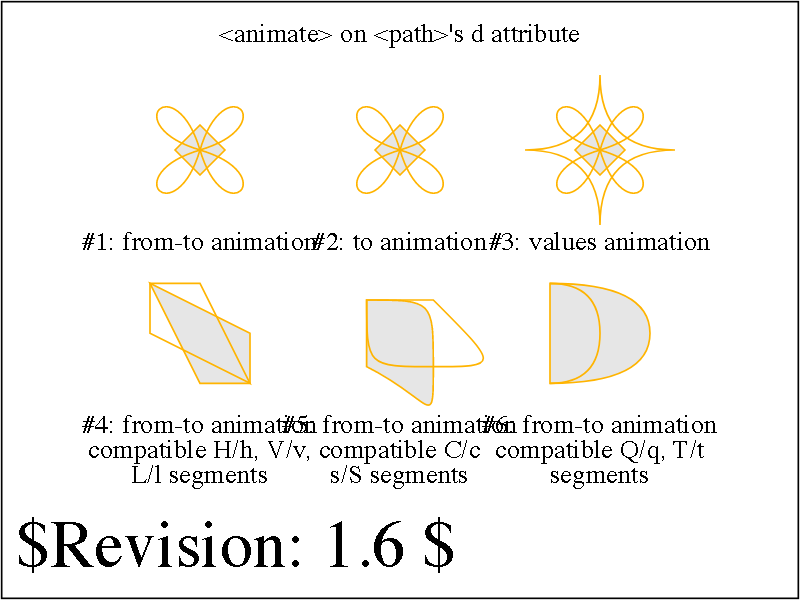 <animate> on <path>'s d attribute
#1: from-to animation #2: to animation #3: values animation
#4: from-to animation #5: from-to animation #6: from-to animation
compatible H/h, V/v, compatible C/c compatible Q/q, T/t
L/l segments s/S segments segments
$Revision: 1.6 $